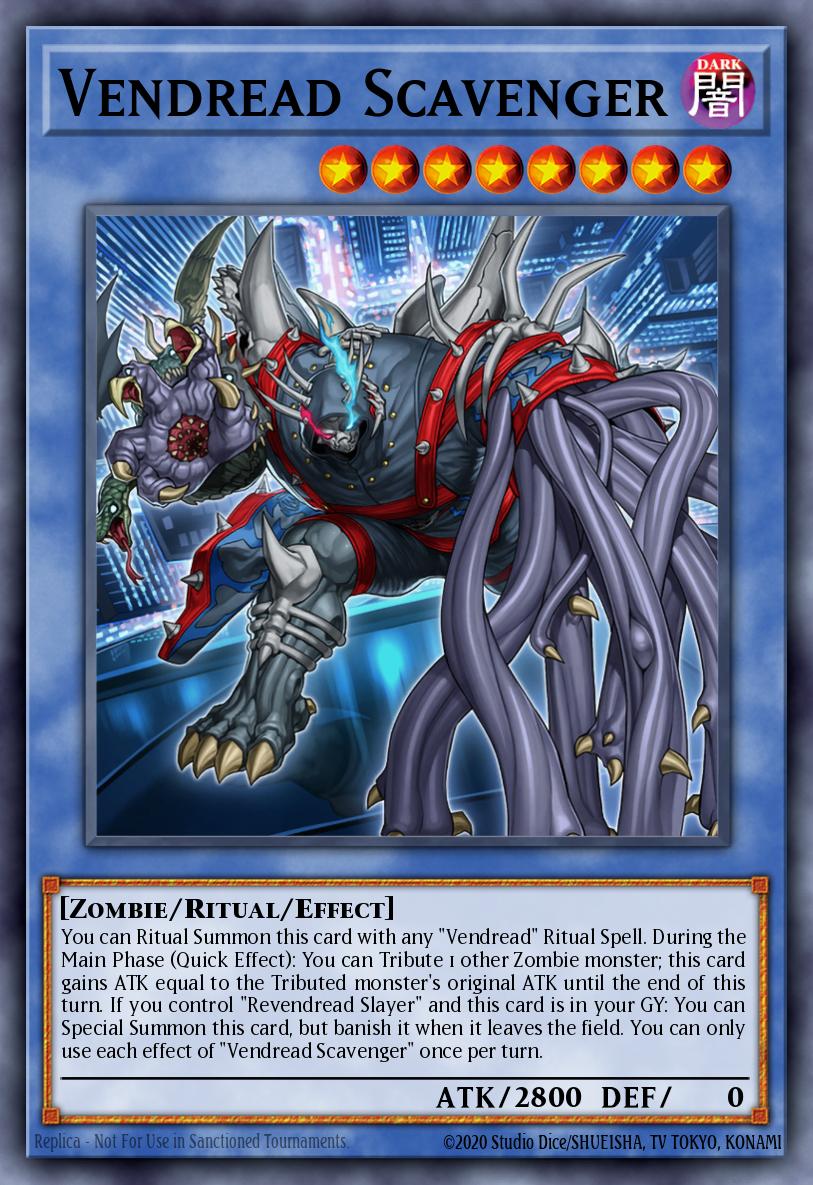 Vendread Scavenger
DARK
闇
[Zombie/Ritual/Effect]
You can Ritual Summon this card with any "Vendread" Ritual Spell. During the
Main Phase (Quick Effect): You can Tribute 1 other Zombie monster; this card
gains ATK equal to the Tributed monster's original ATK until the end of this
turn. If you control "Revendread Slayer" and this card is in your GY: You can
Special Summon this card, but banish it when it leaves the field. You can only
use each effect of "Vendread Scavenger" once per turn.
ATK/2800 DEF/ 0
Replica - Not For Use in Sanctioned Tournaments.
©2020 Studio Dice/SHUEISHA, TV TOKYO, KONAMI